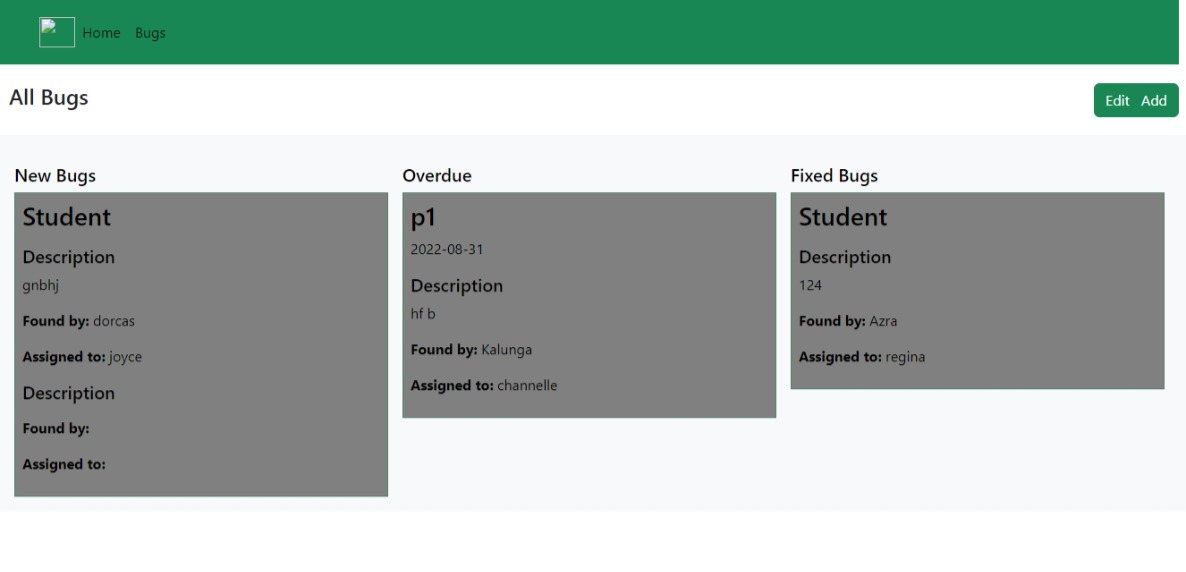 Home Bugs
All Bugs
Edit Add
New Bugs
Student
Description
gnbhj
Found by: dorcas
Assigned to: joyce
Description
Found by:
Assigned to:
Overdue
p1
2022-08-31
Description
hf b
Found by: Kalunga
Assigned to: channelle
Fixed Bugs
Student
Description
124
Found by: Azra
Assigned to: regina